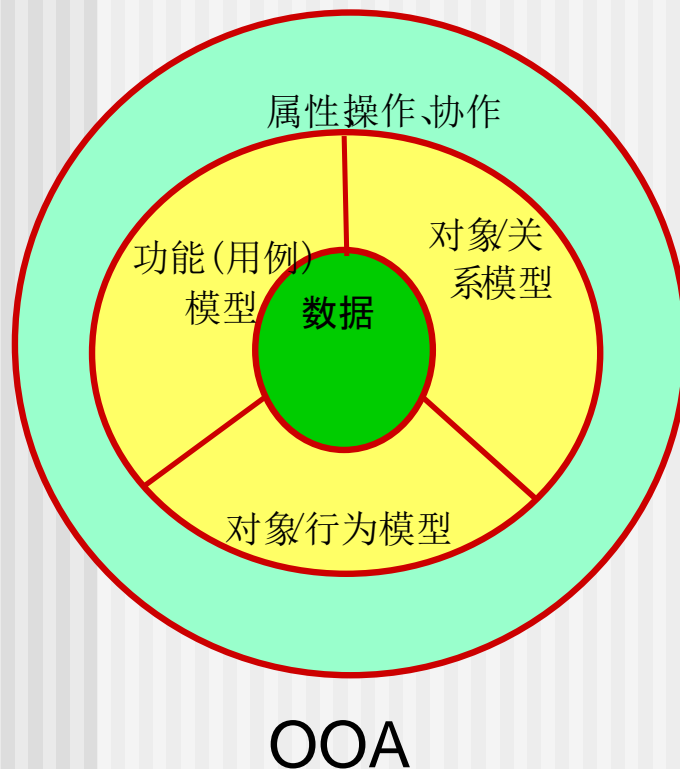 属性操作、协作
功能(用例)
模型
对象/关
系模型
数据
对象/行为模型
OOA